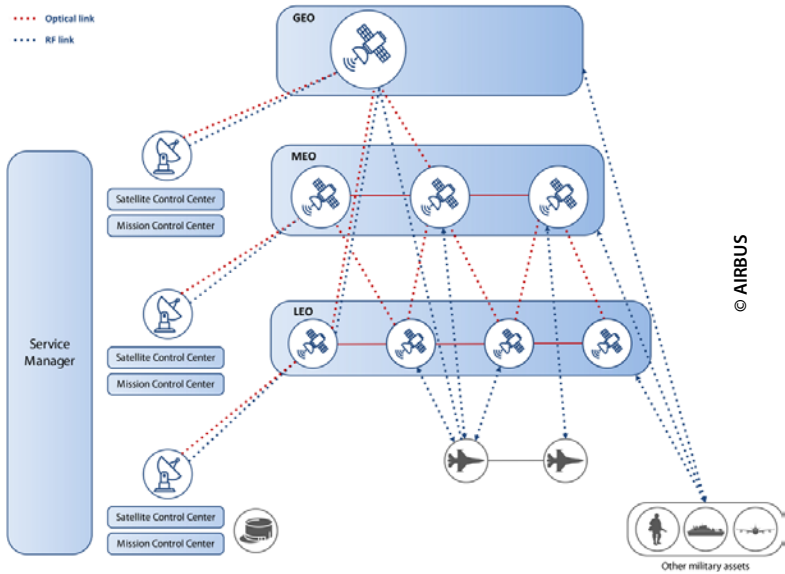 Optical link
RF link
GEO
MEO
Satellite Control Center
Mission Control Center
© AIRBUS
LEO
Service
Manager
Satellite Control Center
Mission Control Center
Satellite Control Center
Mission Control Center
Other military assets